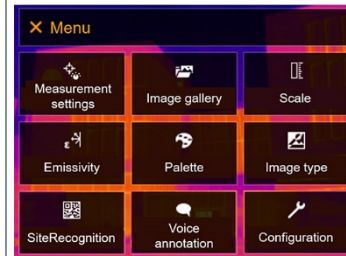 × Menu
Measurement
settings
Image gallery
Scale
ε
Emissivity
Palette
Image type
SiteRecognition
Voice
annotation
Configuration